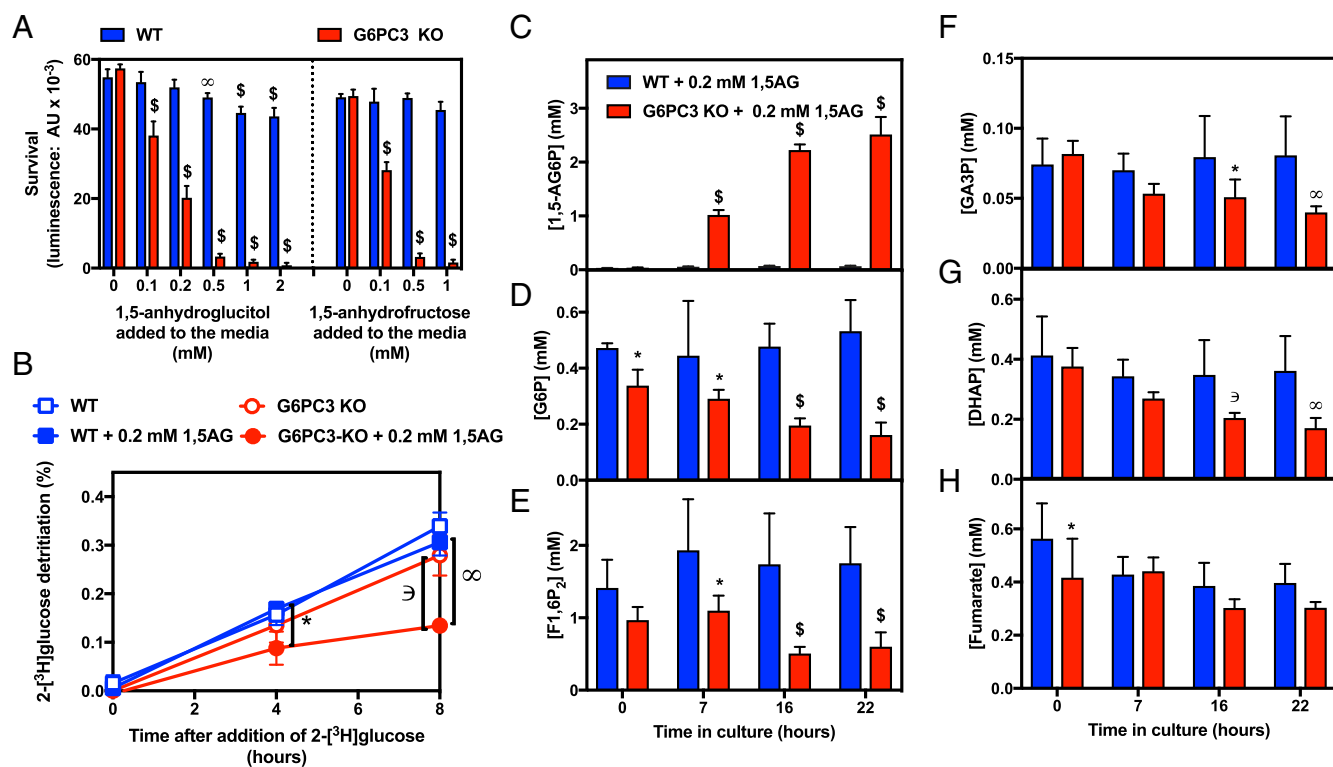 A
WT
G6PC3 KO
Survival
(luminescence: AU x 10⁻³)
60
40
20
0
$
$
∞
$
$
$
$
$
$
$
$
0 0.1 0.2 0.5 1 2
0 0.1 0.5 1
1,5-anhydroglucitol
added to the media
(mM)
1,5-anhydrofructose
added to the media
(mM)
B
WT
G6PC3 KO
WT + 0.2 mM 1,5AG
G6PC3-KO + 0.2 mM 1,5AG
2-[³H]glucose detritiation (%)
0.4
0.3
0.2
0.1
0.0
*
∍
∞
0 2 4 6 8
Time after addition of 2-[³H]glucose
(hours)
C
WT + 0.2 mM 1,5AG
G6PC3 KO + 0.2 mM 1,5AG
[1,5-AG6P] (mM)
3
2
1
0
$
$
$
D
[G6P] (mM)
0.6
0.4
0.2
0.0
*
*
$
$
E
[F1,6P₂] (mM)
2
1
0
*
$
$
0 7 16 22
Time in culture (hours)
F
[GA3P] (mM)
0.15
0.10
0.05
0.00
*
∞
G
[DHAP] (mM)
0.6
0.4
0.2
0.0
∍
∞
H
[Fumarate] (mM)
0.6
0.4
0.2
0.0
*
0 7 16 22
Time in culture (hours)